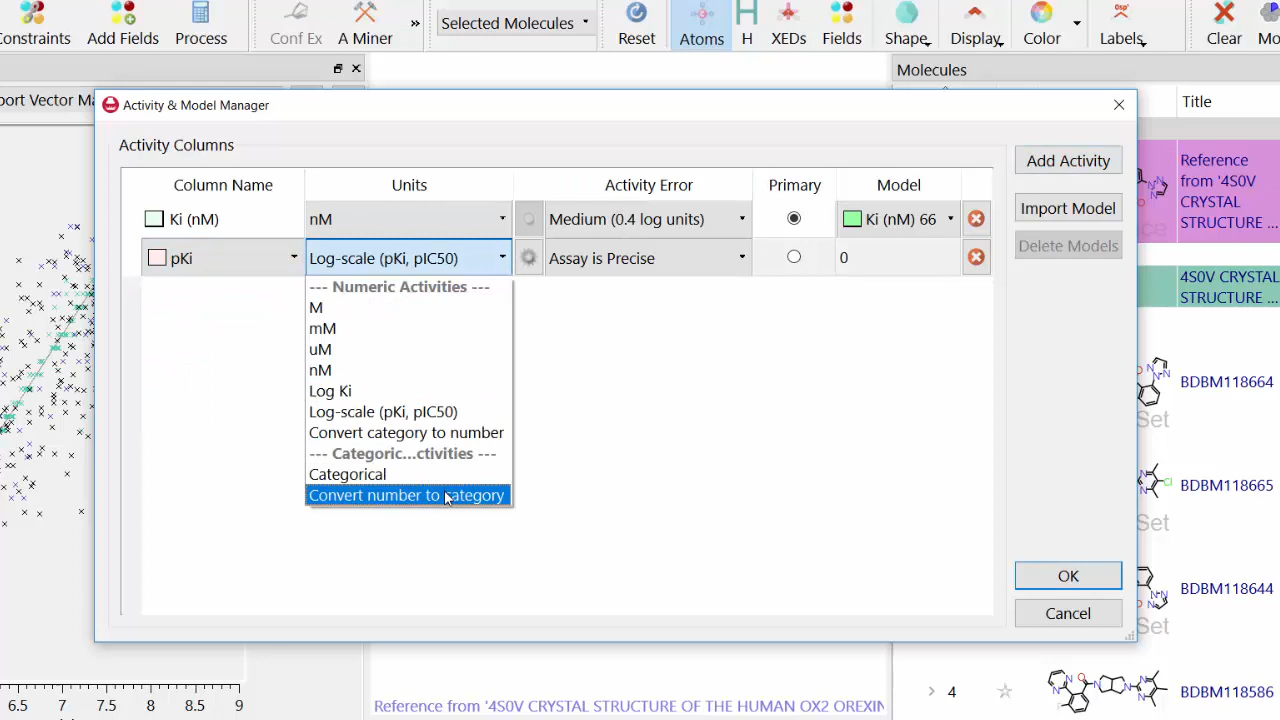 onstraints
Add Fields
Process
Conf Ex
A Miner
»
Selected Molecules
Reset
Atoms
H
H
XEDs
Fields
Shape
Display
Color
Osp³
Labels
Clear
Mo
port Vector Ma
Molecules
Title
Activity & Model Manager
Activity Columns
Column Name Units Activity Error Primary Model
Ki (nM) nM Medium (0.4 log units) Ki (nM) 66
pKi Log-scale (pKi, pIC50) Assay is Precise 0
--- Numeric Activities ---
M
mM
uM
nM
Log Ki
Log-scale (pKi, pIC50)
Convert category to number
--- Categoric...ctivities ---
Categorical
Convert number to category
Add Activity
Import Model
Delete Models
OK
Cancel
Reference
from '4S0V
CRYSTAL
STRUCTURE ...
4S0V CRYSTAL
STRUCTURE ...
BDBM118664
Set
Cl
BDBM118665
Set
BDBM118644
Set
4
BDBM118586
6.5 7 7.5 8 8.5 9
Reference from '4S0V CRYSTAL STRUCTURE OF THE HUMAN OX2 OREXIN